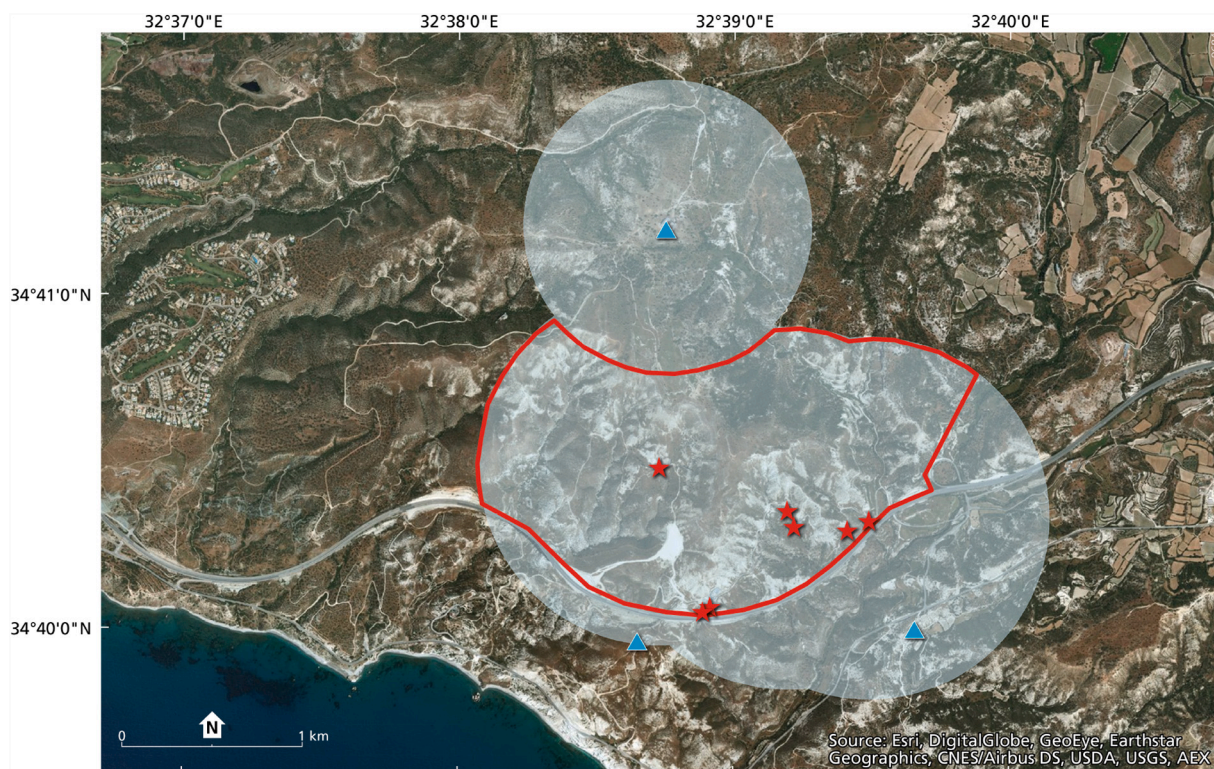 32°37'0"E 32°38'0"E 32°39'0"E 32°40'0"E
34°41'0"N
34°40'0"N
N
0 1 km
Source: Esri, DigitalGlobe, GeoEye, Earthstar
Geographics, CNES/Airbus DS, USDA, USGS, AEX